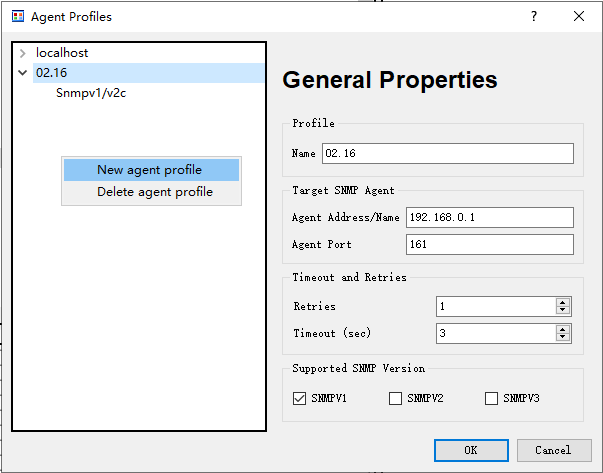 Agent Profiles
?
localhost
02.16
Snmpv1/v2c
New agent profile
Delete agent profile
General Properties
Profile
Name 02.16
Target SNMP Agent
Agent Address/Name 192.168.0.1
Agent Port 161
Timeout and Retries
Retries 1
Timeout (sec) 3
Supported SNMP Version
SNMPV1 SNMPV2 SNMPV3
OK Cancel